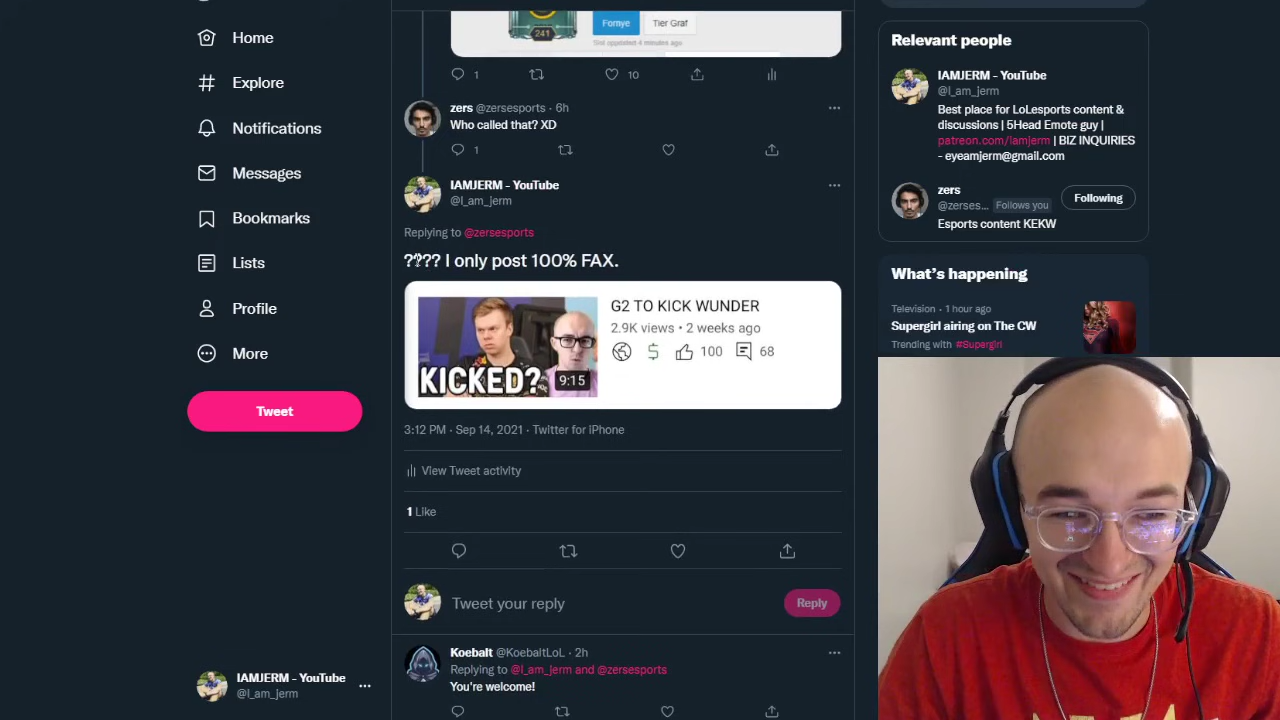 Home
Explore
Notifications
Messages
Bookmarks
Lists
Profile
More
Tweet
IAMJERM - YouTube
@I_am_jerm
241
Fornye
Tier Graf
Sist oppdatert 4 minutes ago
1
10
zers @zersesports · 6h
Who called that? XD
1
IAMJERM - YouTube
@I_am_jerm
Replying to @zersesports
???? I only post 100% FAX.
KICKED?
9:15
G2 TO KICK WUNDER
2.9K views • 2 weeks ago
100 68
3:12 PM · Sep 14, 2021 · Twitter for iPhone
View Tweet activity
1 Like
Tweet your reply
Reply
Koebalt @KoebaltLoL · 2h
Replying to @I_am_jerm and @zersesports
You're welcome!
Relevant people
IAMJERM - YouTube
@I_am_jerm
Best place for LoLesports content &
discussions | 5Head Emote guy |
patreon.com/iamjerm | BIZ INQUIRIES
- eyeamjerm@gmail.com
zers
@zerses... Follows you
Following
Esports content KEKW
What's happening
Television · 1 hour ago
Supergirl airing on The CW
Trending with #Supergirl